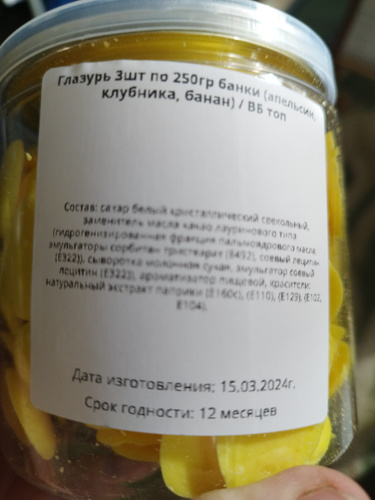 Глазурь 3шт по 250гр банки (апельсин,
клубника, банан) / ВБ топ
Состав: сахар белый кристаллический свекольный,
заменитель масла какао лауринового типа
(гидрогенизированная фракция пальмоядрового масла,
эмульгаторы сорбитан тристеарат (Е492), соевый лецитин
(Е322)), сыворотка молочная сухая, эмульгатор соевый
лецитин (Е322)), ароматизатор пищевой, красители:
натуральный экстракт паприки (Е160с), (Е110), (Е129), (Е102,
Е104).
Дата изготовления: 15.03.2024г.
Срок годности: 12 месяцев